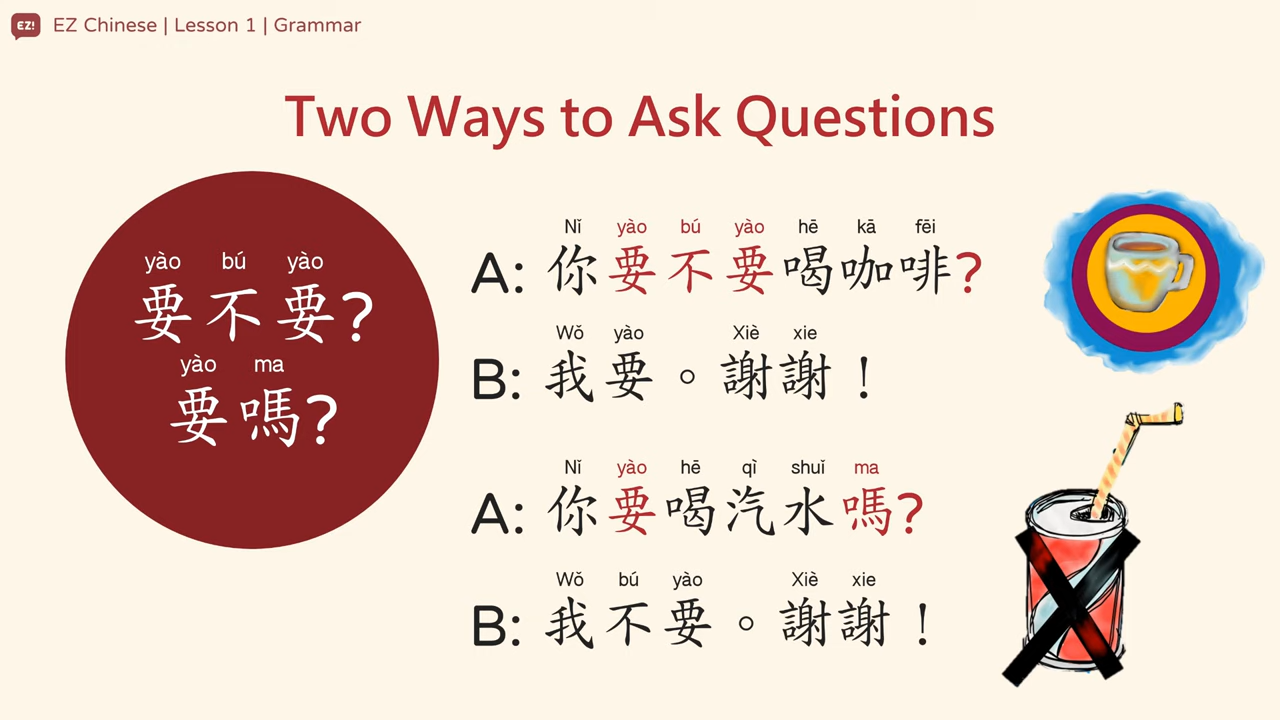 EZ!
EZ Chinese | Lesson 1 | Grammar
Two Ways to Ask Questions
yào bú yào
要不要?
yào ma
要嗎?
Nǐ yào bú yào hē kā fēi
A: 你要不要喝咖啡?
Wǒ yào Xiè xie
B: 我要。謝謝！
Nǐ yào hē qì shuǐ ma
A: 你要喝汽水嗎?
Wǒ bú yào Xiè xie
B: 我不要。謝謝！